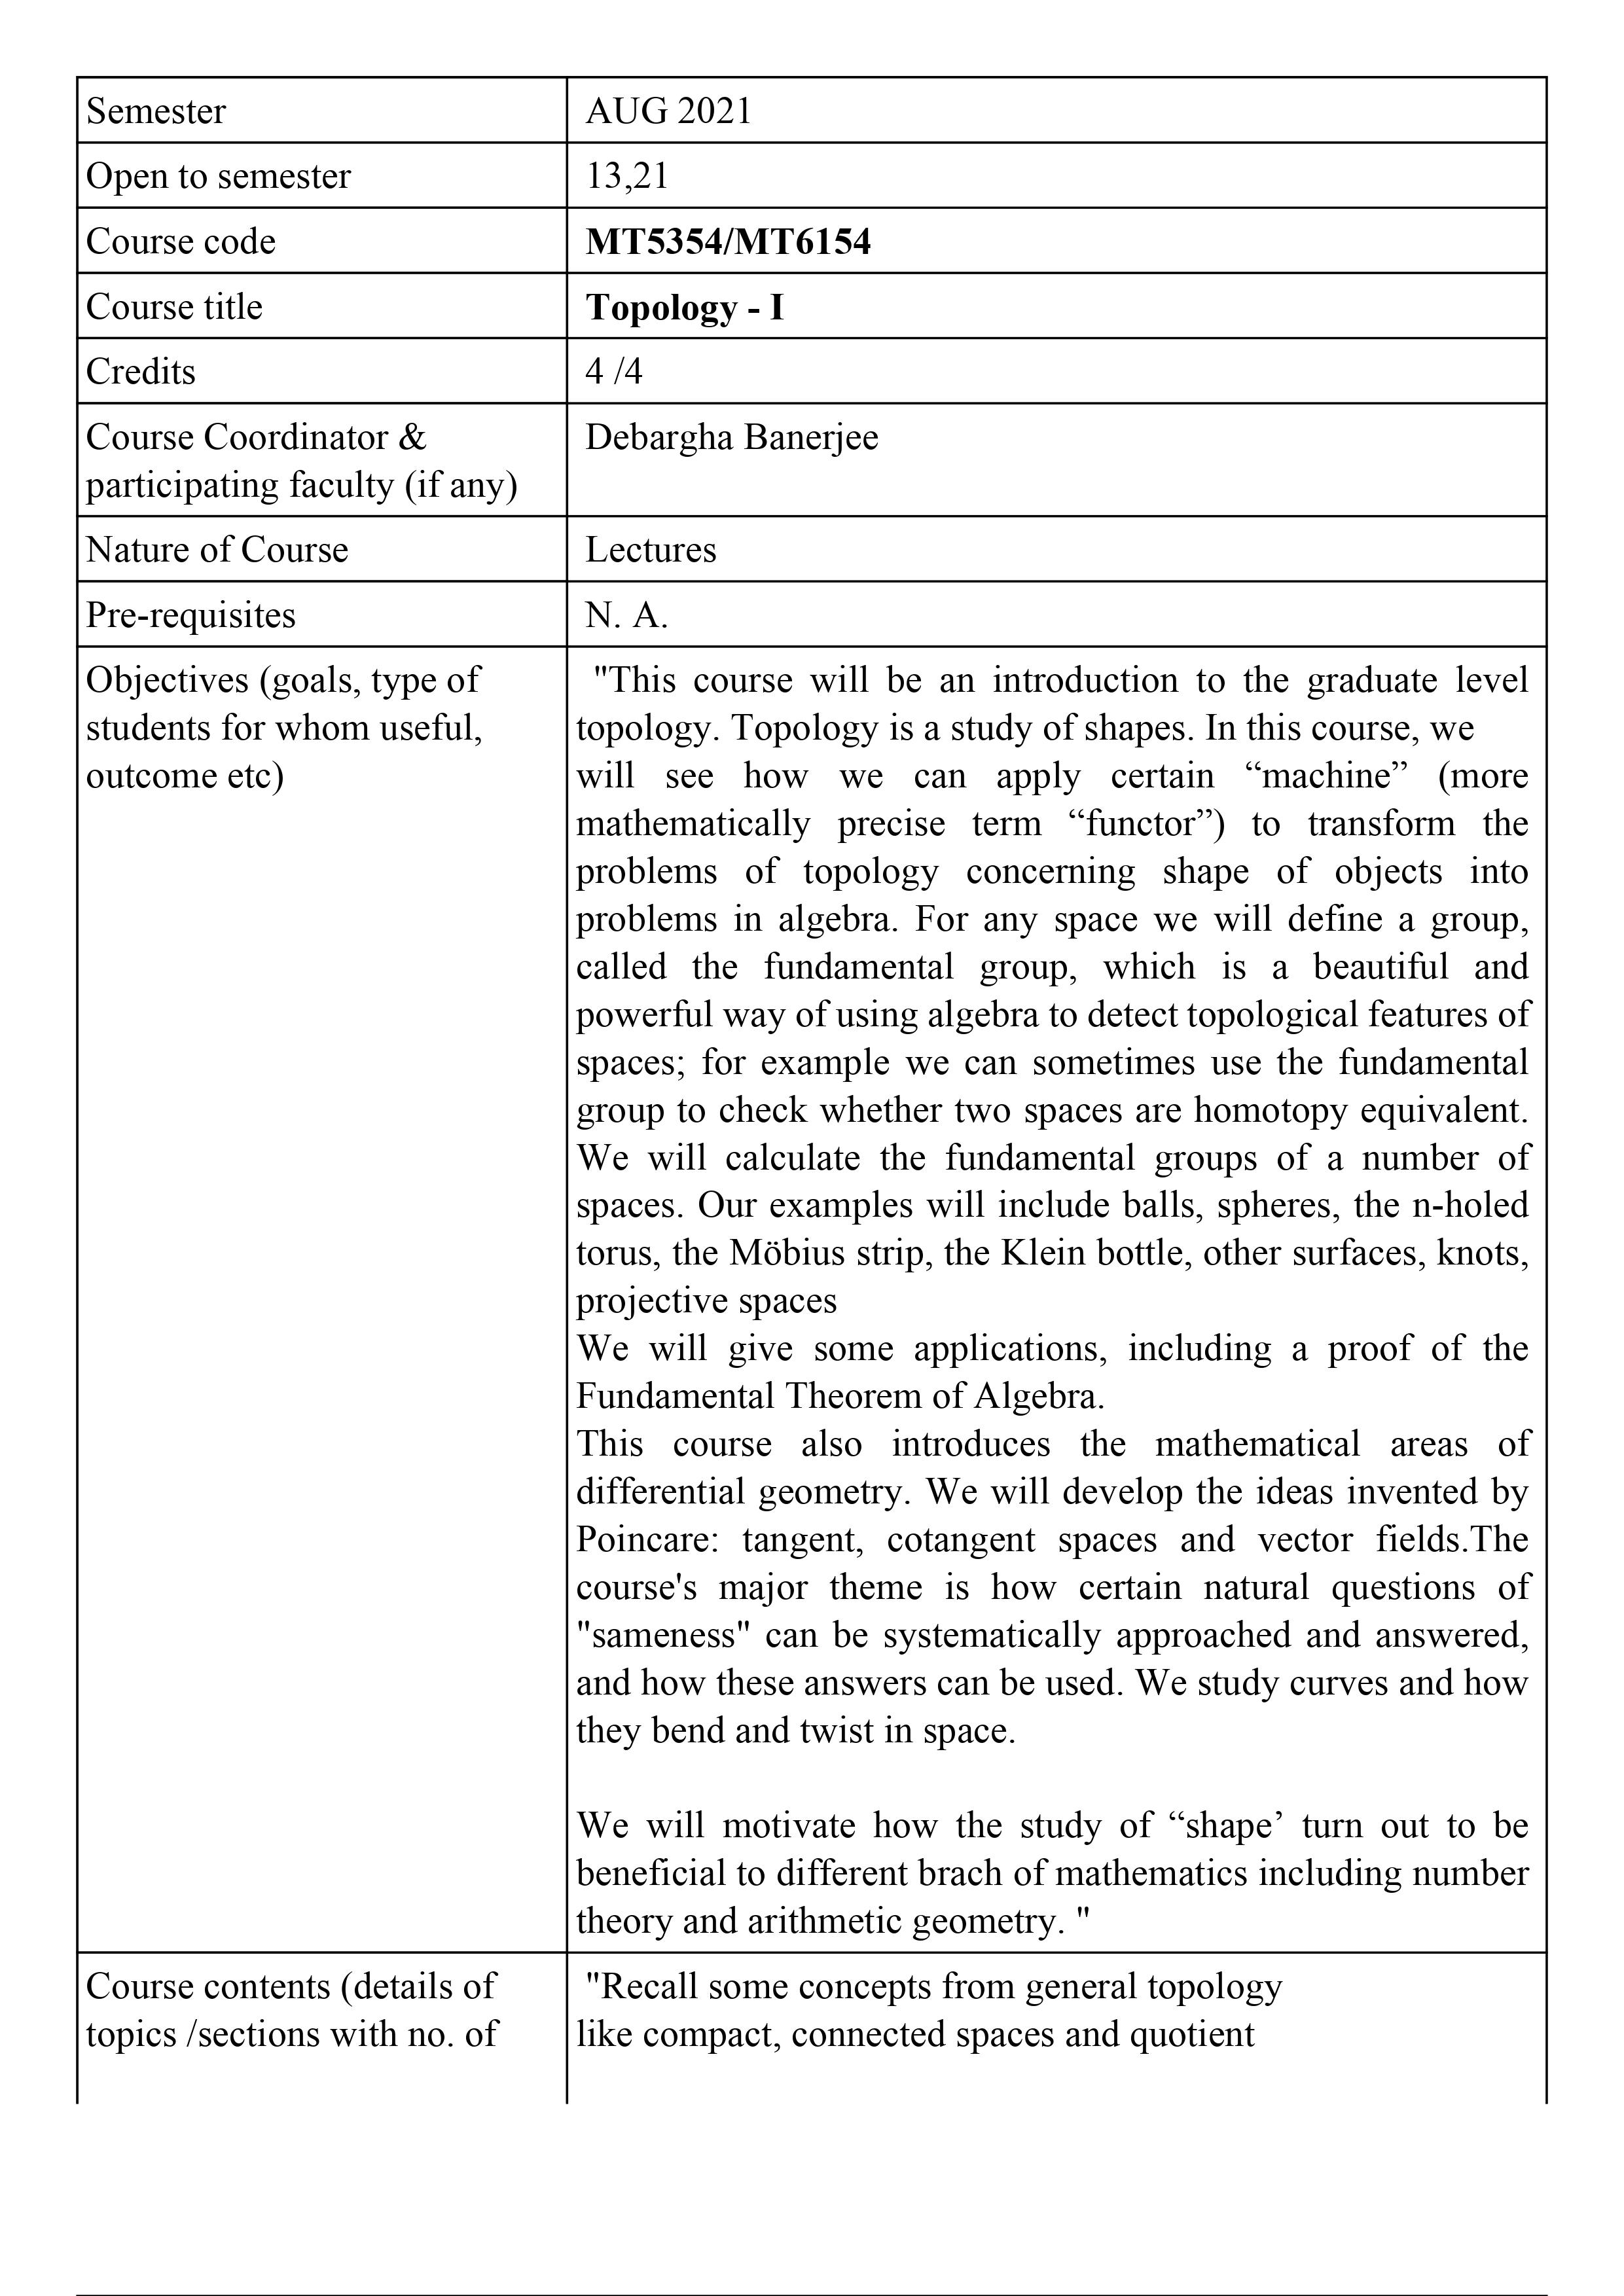 Semester
AUG 2021
Open to semester
13,21
Course code
MT5354/MT6154
Course title
Topology - I
Credits
4 /4
Course Coordinator &
participating faculty (if any)
Debargha Banerjee
Nature of Course
Lectures
Pre-requisites
N. A.
Objectives (goals, type of
students for whom useful,
outcome etc)
"This course will be an introduction to the graduate level
topology. Topology is a study of shapes. In this course, we
will see how we can apply certain “machine” (more
mathematically precise term “functor”) to transform the
problems of topology concerning shape of objects into
problems in algebra. For any space we will define a group,
called the fundamental group, which is a beautiful and
powerful way of using algebra to detect topological features of
spaces; for example we can sometimes use the fundamental
group to check whether two spaces are homotopy equivalent.
We will calculate the fundamental groups of a number of
spaces. Our examples will include balls, spheres, the n-holed
torus, the Möbius strip, the Klein bottle, other surfaces, knots,
projective spaces
We will give some applications, including a proof of the
Fundamental Theorem of Algebra.
This course also introduces the mathematical areas of
differential geometry. We will develop the ideas invented by
Poincare: tangent, cotangent spaces and vector fields.The
course's major theme is how certain natural questions of
"sameness" can be systematically approached and answered,
and how these answers can be used. We study curves and how
they bend and twist in space.
We will motivate how the study of “shape’ turn out to be
beneficial to different brach of mathematics including number
theory and arithmetic geometry. "
Course contents (details of
topics /sections with no. of
"Recall some concepts from general topology
like compact, connected spaces and quotient